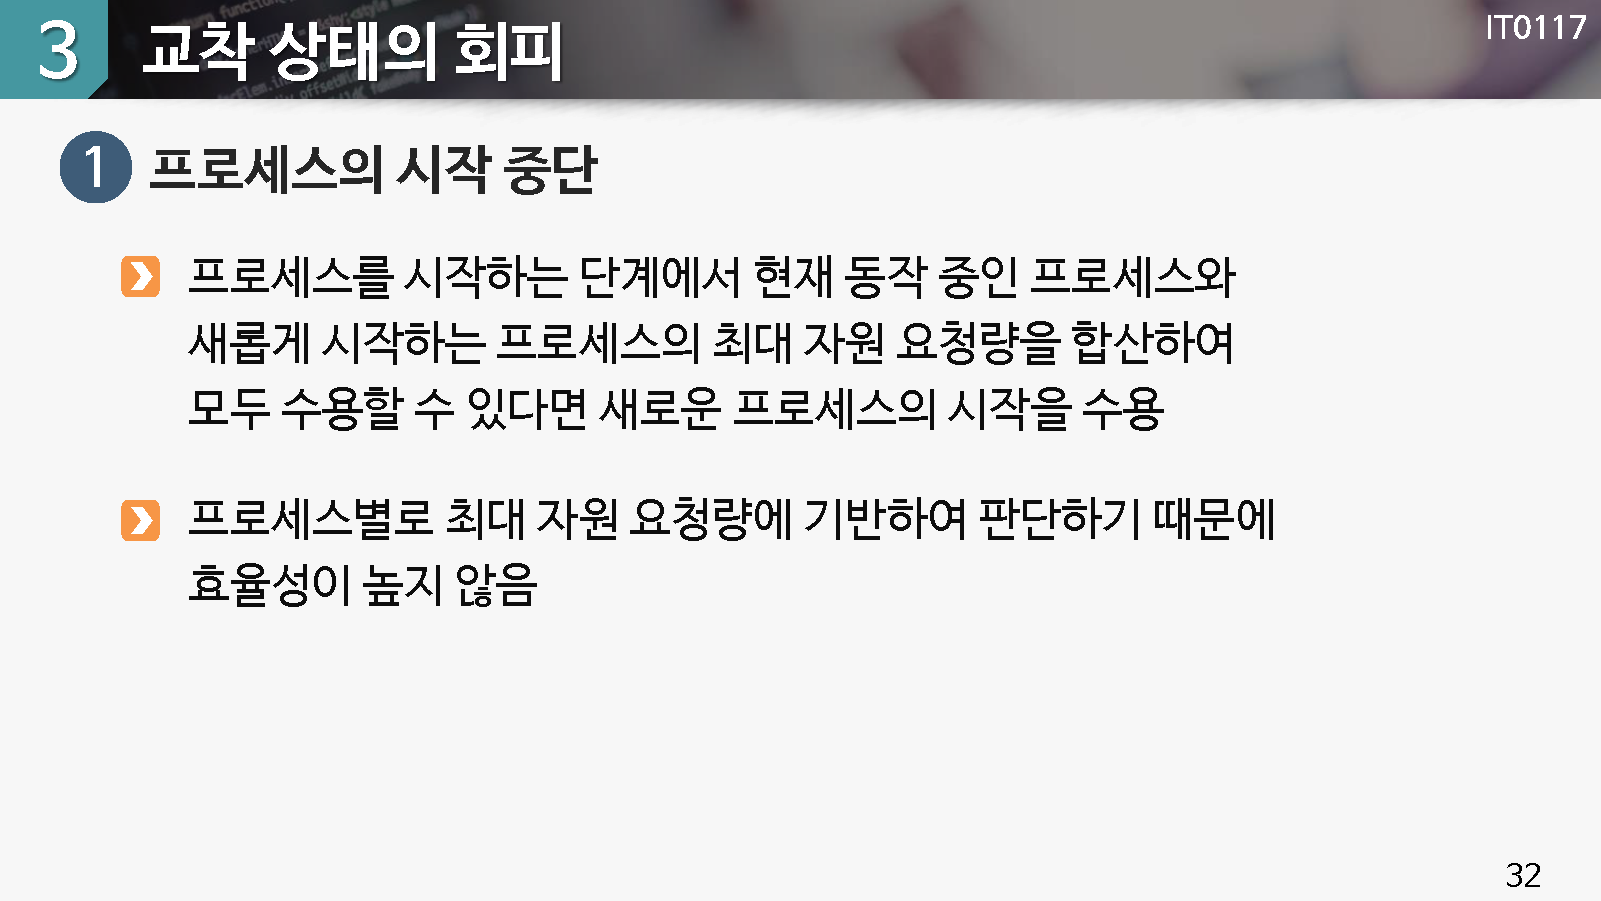 3 교착 상태의 회피
IT0117
1 프로세스의 시작 중단
프로세스를 시작하는 단계에서 현재 동작 중인 프로세스와
새롭게 시작하는 프로세스의 최대 자원 요청량을 합산하여
모두 수용할 수 있다면 새로운 프로세스의 시작을 수용
프로세스별로 최대 자원 요청량에 기반하여 판단하기 때문에
효율성이 높지 않음
32